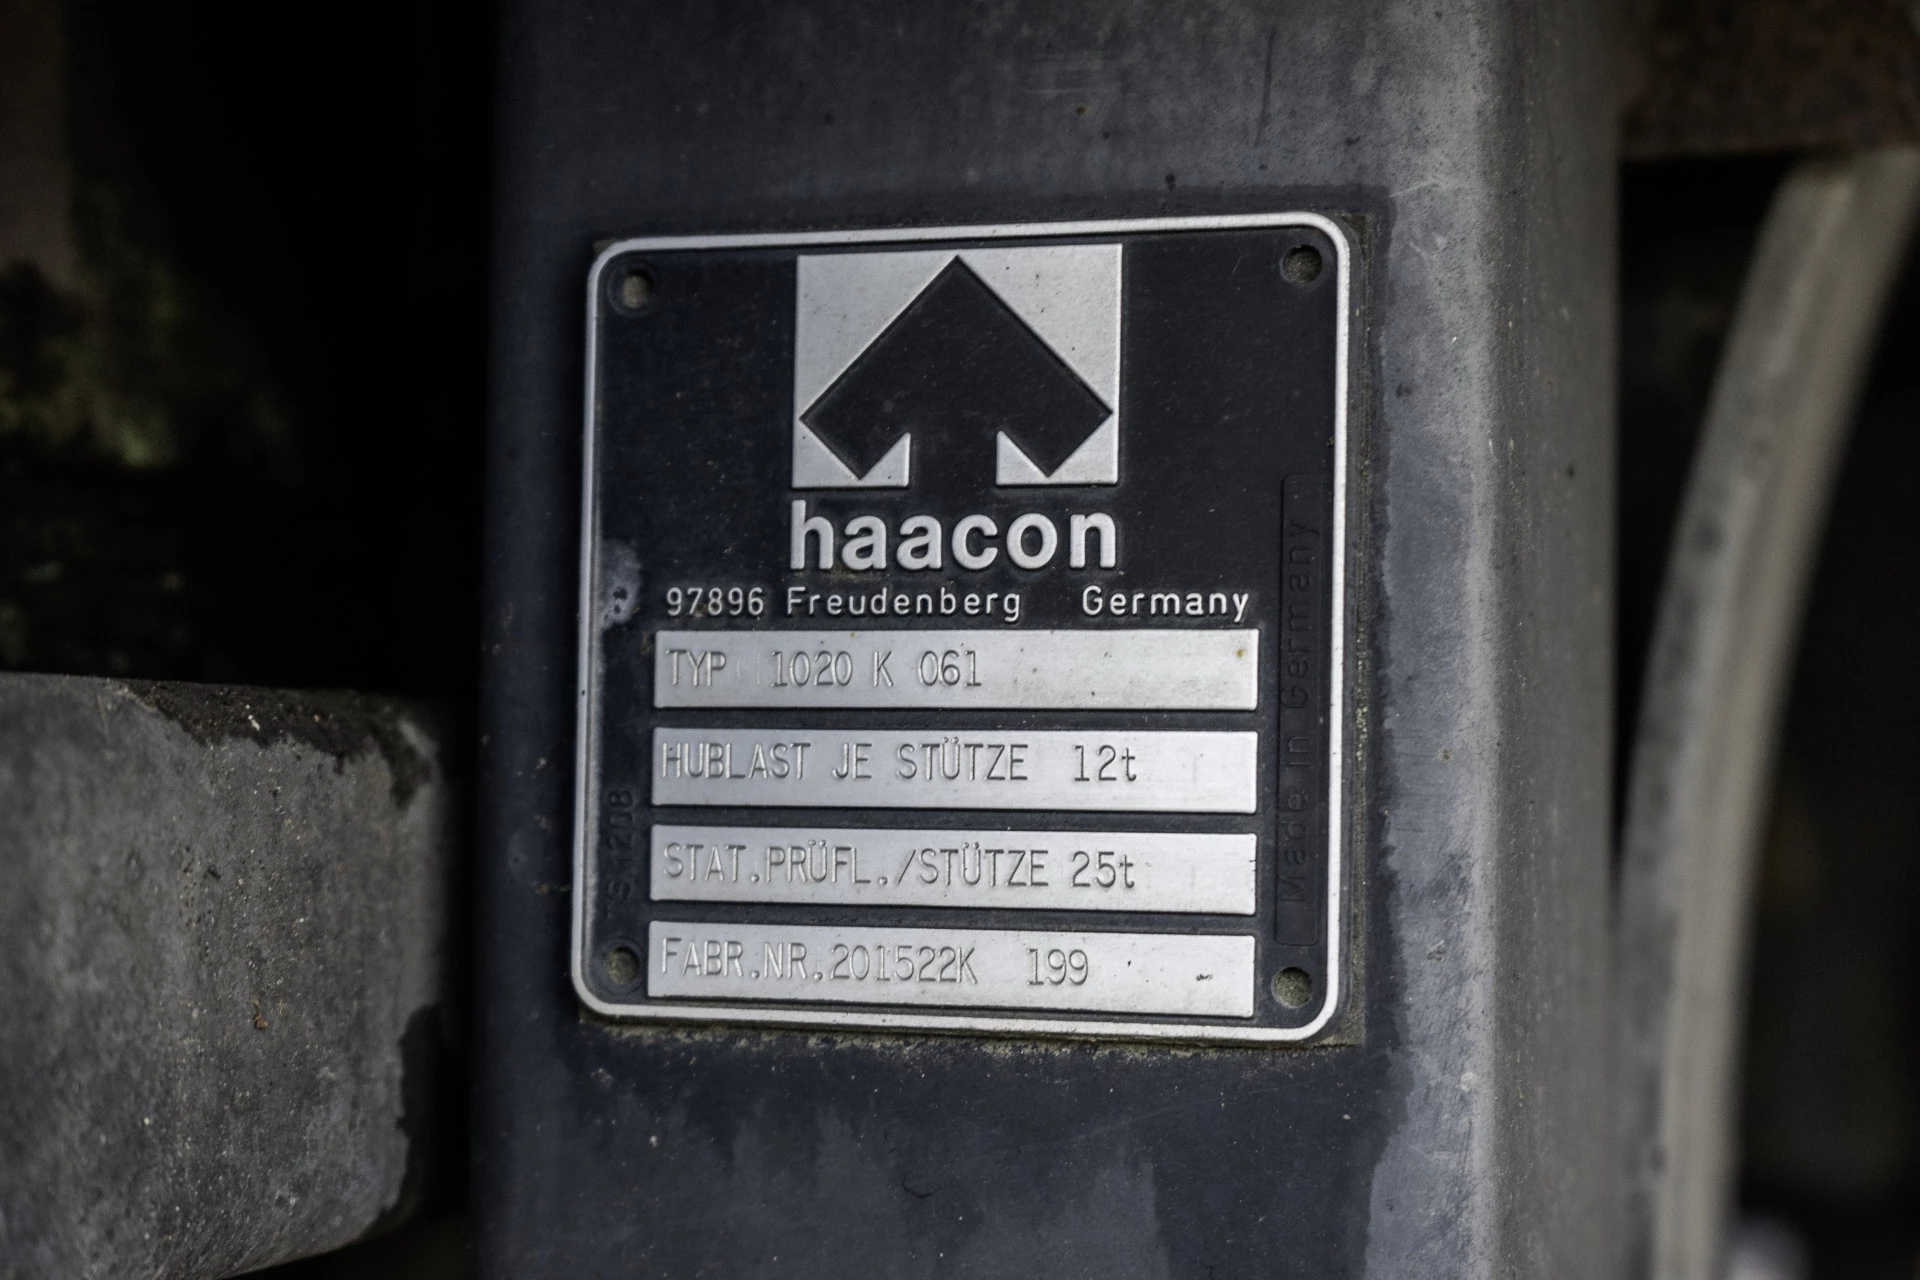 haacon
97896 Freudenberg Germany
TYP 1020 K 061
HUBLAST JE STÜTZE 12t
STAT.PRÜFL./STÜTZE 25t
FABR.NR.201522K 199
Made in Germany